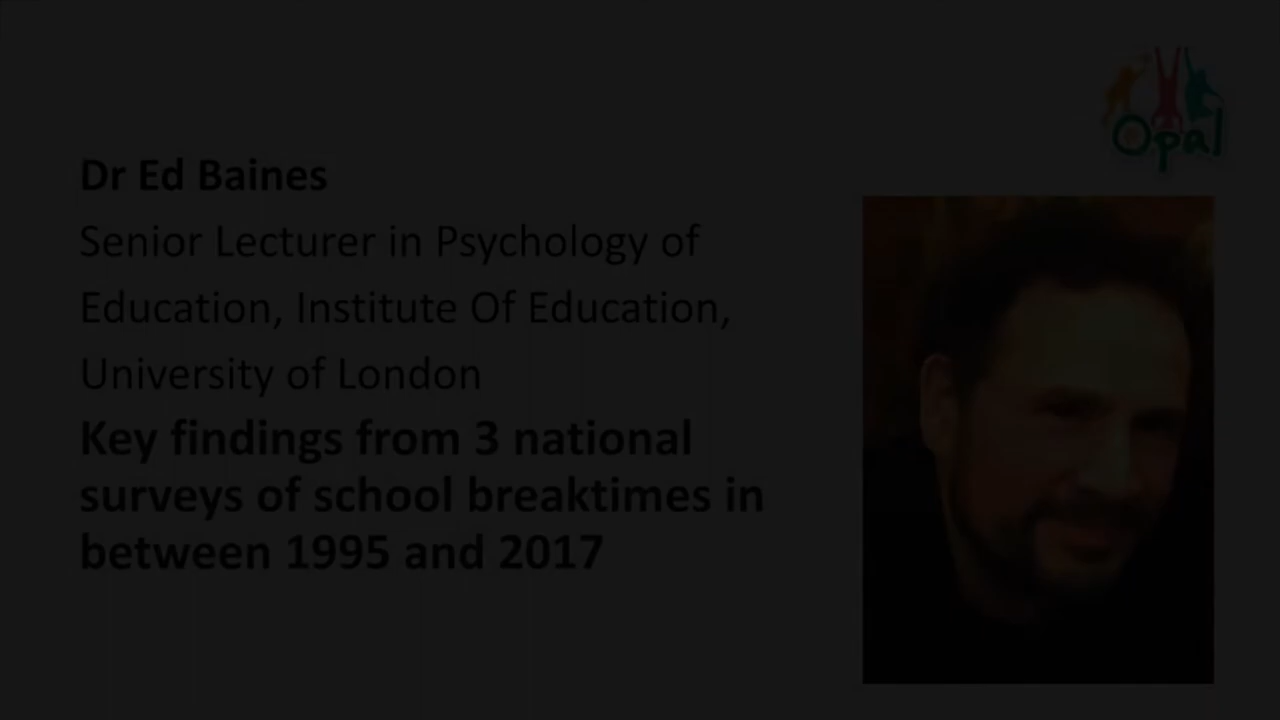 Opal
Dr Ed Baines
Senior Lecturer in Psychology of
Education, Institute Of Education,
University of London
Key findings from 3 national
surveys of school breaktimes in
between 1995 and 2017